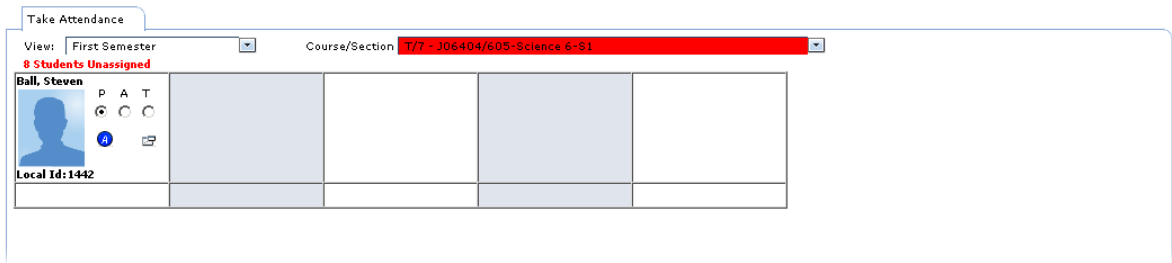 Take Attendance
View: First Semester Course/Section T/7 - J06404/605-Science 6-S1
8 Students Unassigned
Ball, Steven
P A T
A
Local Id:1442